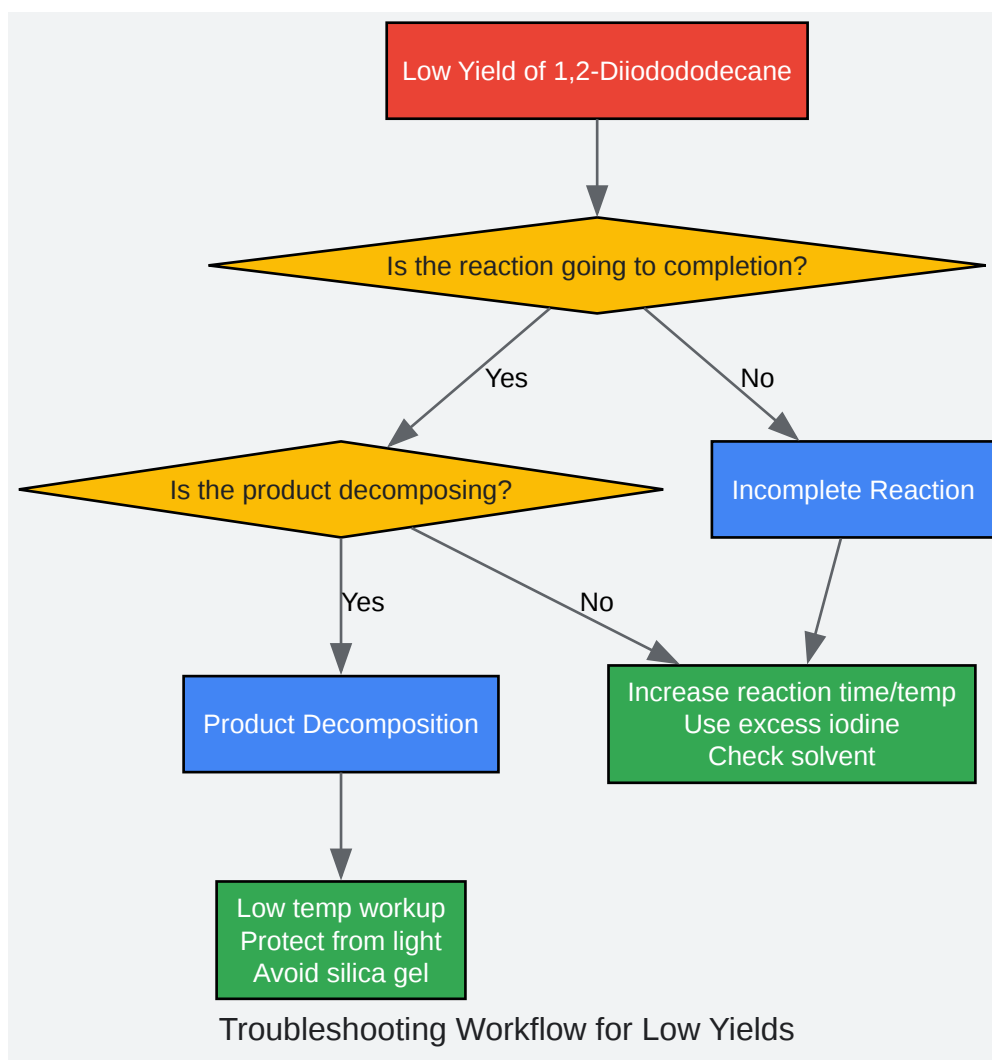 Low Yield of 1,2-Diiodododecane
Is the reaction going to completion?
Yes
No
Is the product decomposing?
Incomplete Reaction
Yes
No
Product Decomposition
Increase reaction time/temp
Use excess iodine
Check solvent
Low temp workup
Protect from light
Avoid silica gel
Troubleshooting Workflow for Low Yields